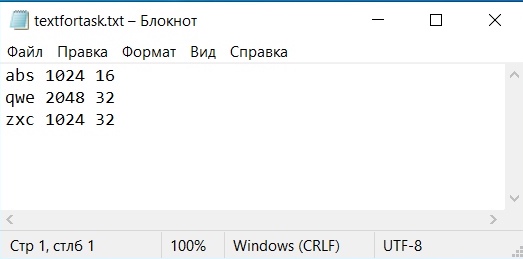 textfortask.txt – Блокнот
Файл Правка Формат Вид Справка
abs 1024 16
qwe 2048 32
zxc 1024 32
Стр 1, стлб 1 100% Windows (CRLF) UTF-8